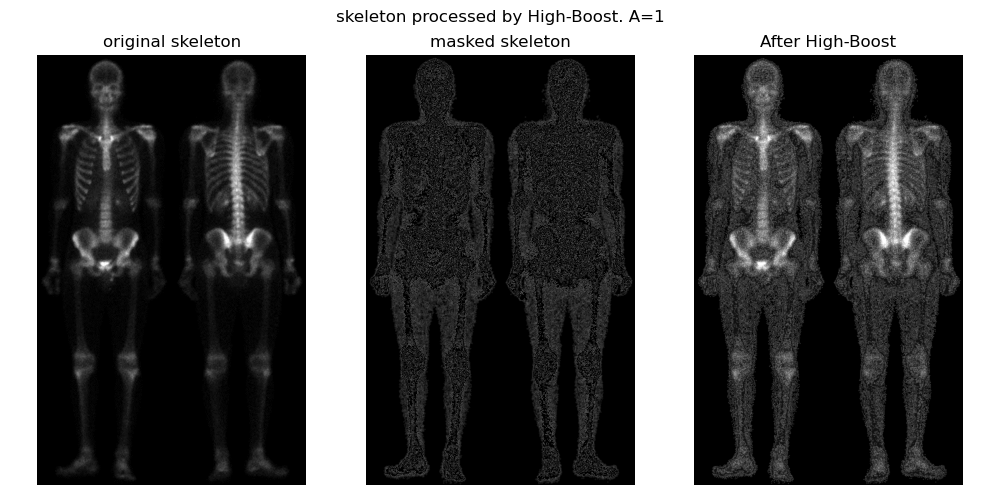 skeleton processed by High-Boost. A=1
original skeleton
masked skeleton
After High-Boost